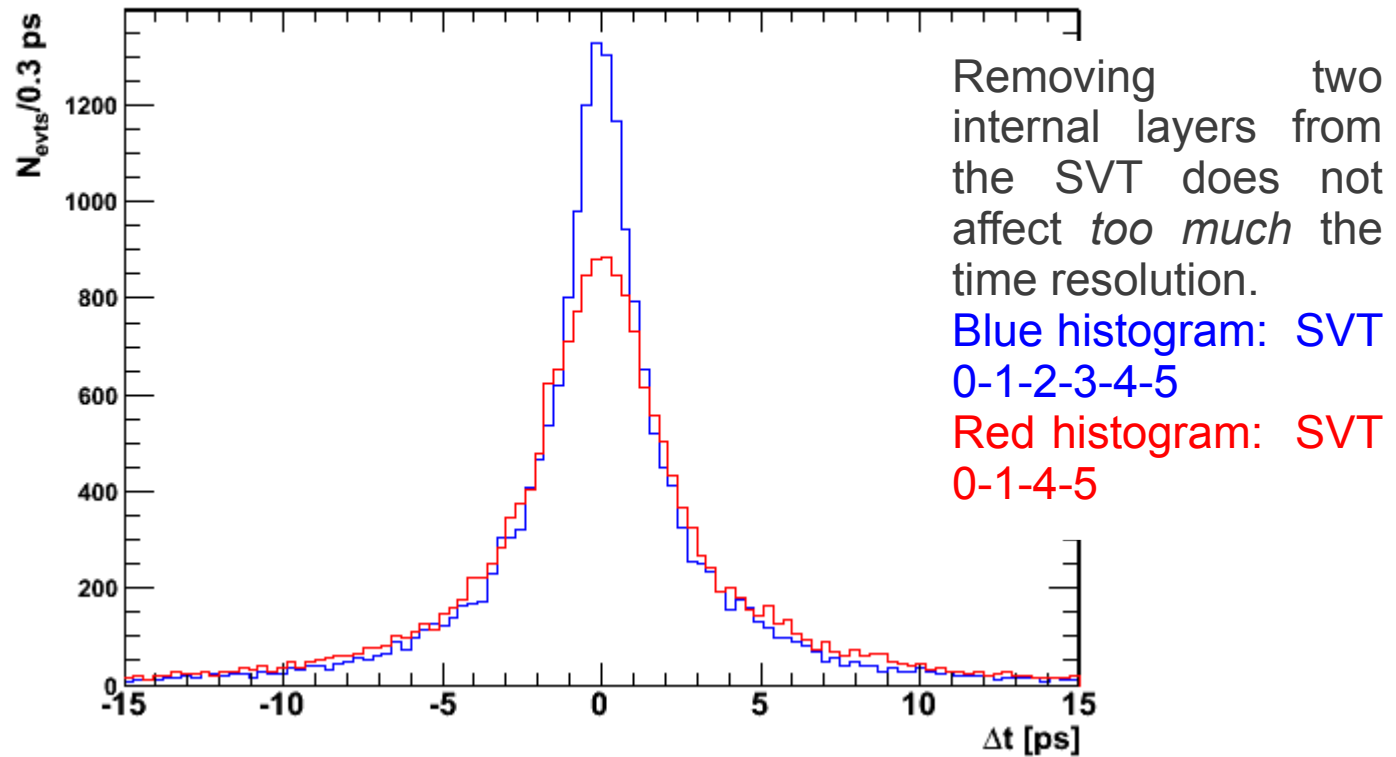 N_evts/0.3 ps
1200
1000
800
600
400
200
0
-15 -10 -5 0 5 10 15
Δt [ps]
Removing two
internal layers from
the SVT does not
affect too much the
time resolution.
Blue histogram: SVT
0-1-2-3-4-5
Red histogram: SVT
0-1-4-5